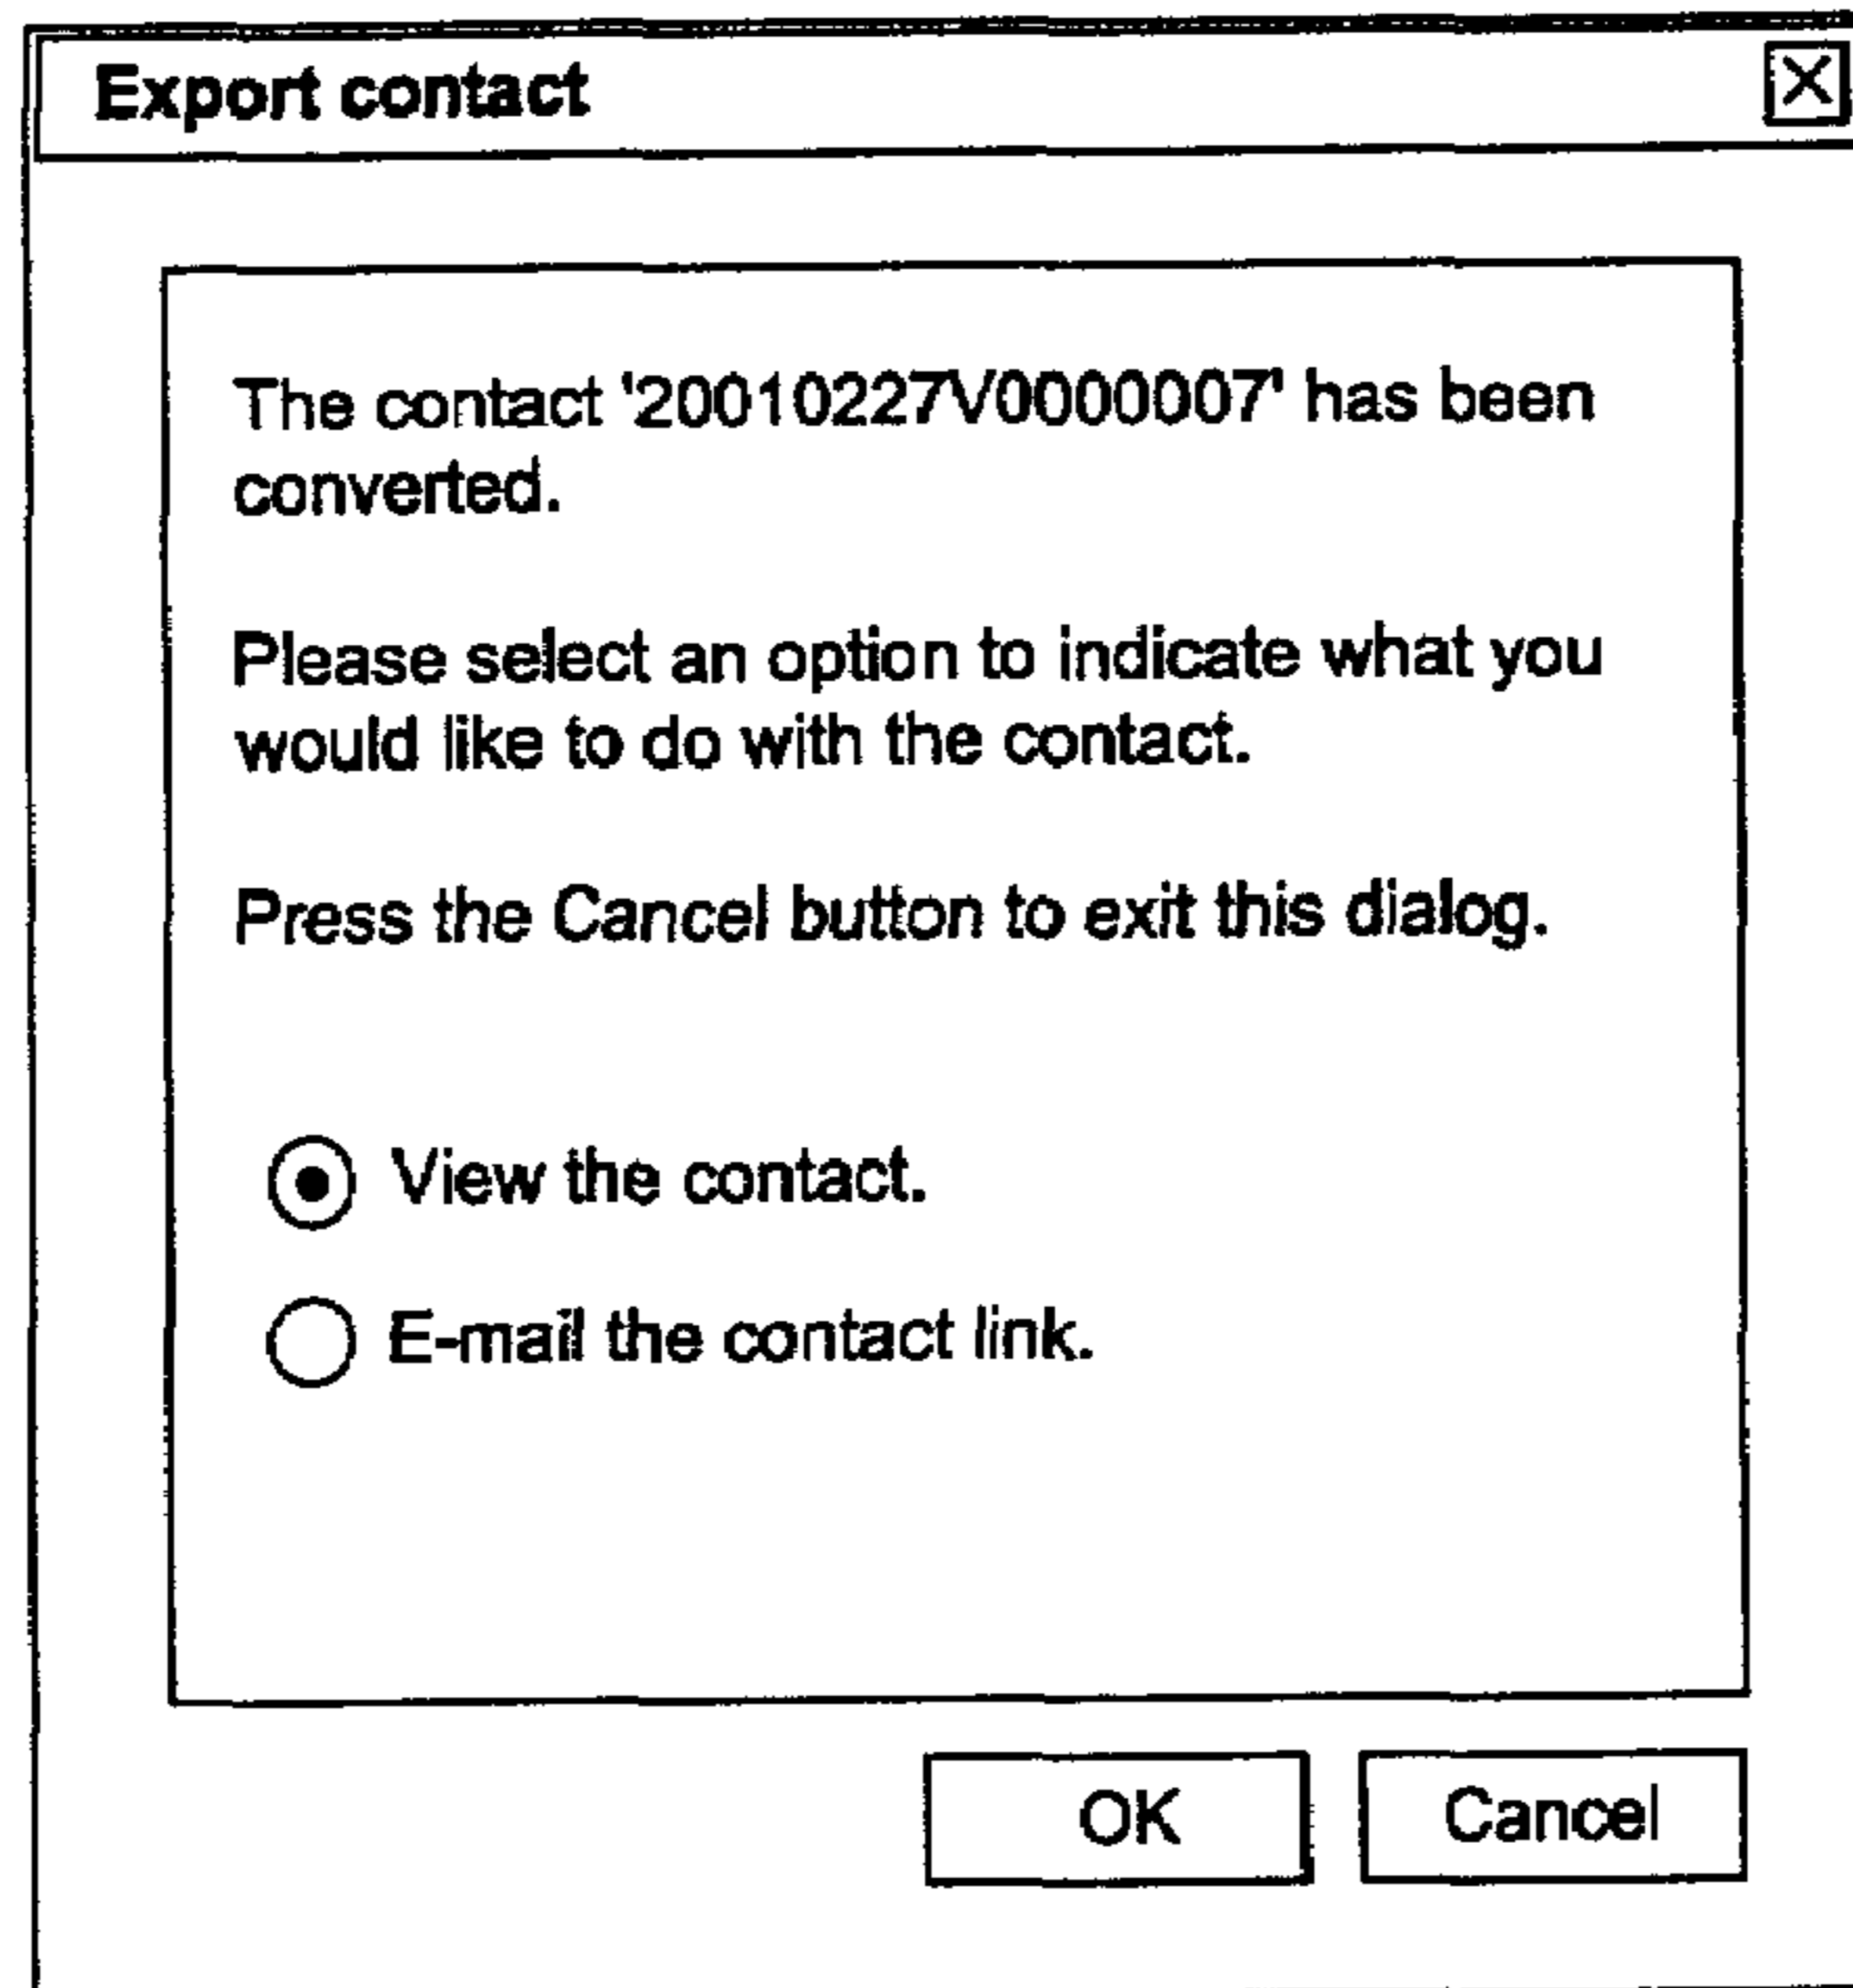 Export contact
The contact '20010227V0000007' has been
converted.
Please select an option to indicate what you
would like to do with the contact.
Press the Cancel button to exit this dialog.
View the contact.
E-mail the contact link.
OK Cancel